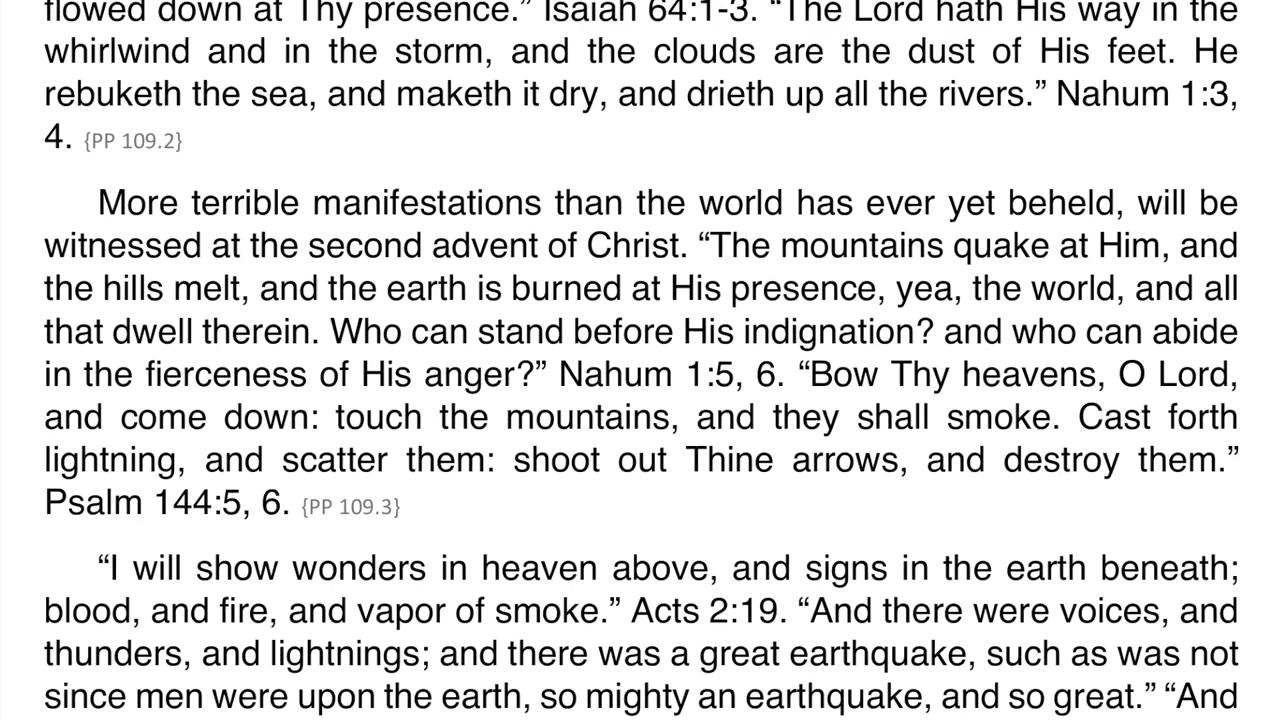 flowed down at Thy presence.” Isaiah 64:1-3. “The Lord hath His way in the
whirlwind and in the storm, and the clouds are the dust of His feet. He
rebuketh the sea, and maketh it dry, and drieth up all the rivers.” Nahum 1:3,
4. {PP 109.2}
More terrible manifestations than the world has ever yet beheld, will be
witnessed at the second advent of Christ. “The mountains quake at Him, and
the hills melt, and the earth is burned at His presence, yea, the world, and all
that dwell therein. Who can stand before His indignation? and who can abide
in the fierceness of His anger?” Nahum 1:5, 6. “Bow Thy heavens, O Lord,
and come down: touch the mountains, and they shall smoke. Cast forth
lightning, and scatter them: shoot out Thine arrows, and destroy them.”
Psalm 144:5, 6. {PP 109.3}
“I will show wonders in heaven above, and signs in the earth beneath;
blood, and fire, and vapor of smoke.” Acts 2:19. “And there were voices, and
thunders, and lightnings; and there was a great earthquake, such as was not
since men were upon the earth, so mighty an earthquake, and so great.” “And